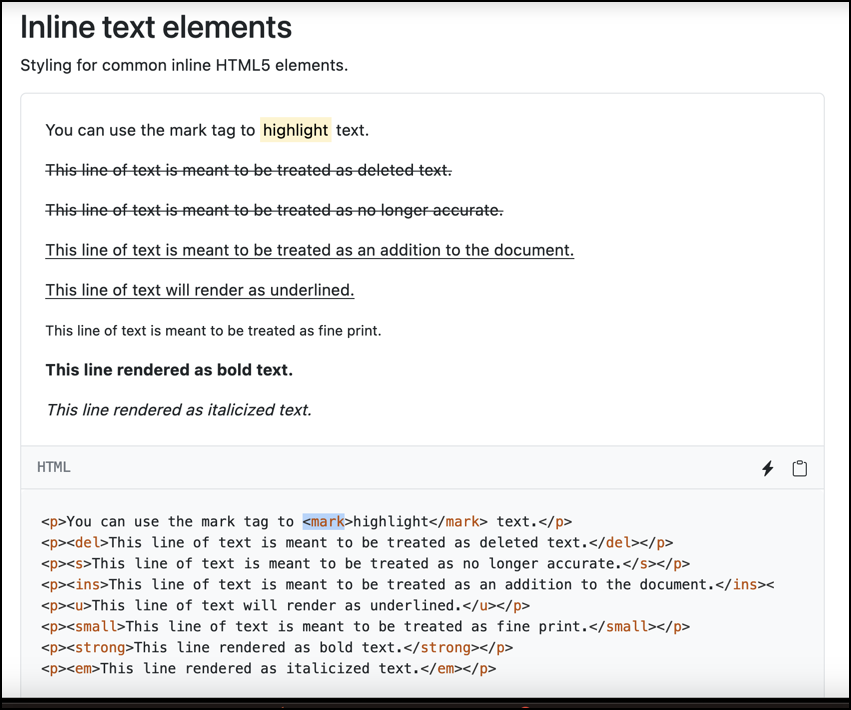 Inline text elements
Styling for common inline HTML5 elements.
You can use the mark tag to highlight text.
This line of text is meant to be treated as deleted text.
This line of text is meant to be treated as no longer accurate.
This line of text is meant to be treated as an addition to the document.
This line of text will render as underlined.
This line of text is meant to be treated as fine print.
This line rendered as bold text.
This line rendered as italicized text.
HTML
<p>You can use the mark tag to <mark>highlight</mark> text.</p>
<p><del>This line of text is meant to be treated as deleted text.</del></p>
<p><s>This line of text is meant to be treated as no longer accurate.</s></p>
<p><ins>This line of text is meant to be treated as an addition to the document.</ins><
<p><u>This line of text will render as underlined.</u></p>
<p><small>This line of text is meant to be treated as fine print.</small></p>
<p><strong>This line rendered as bold text.</strong></p>
<p><em>This line rendered as italicized text.</em></p>